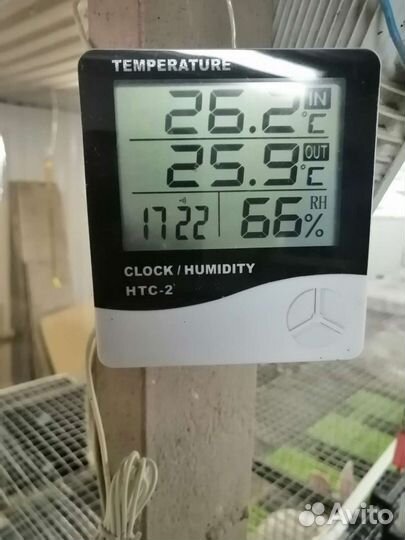 TEMPERATURE
26.2 IN °C
25.9 OUT °C
17 22 66 RH %
CLOCK / HUMIDITY
HTC-2
Avito